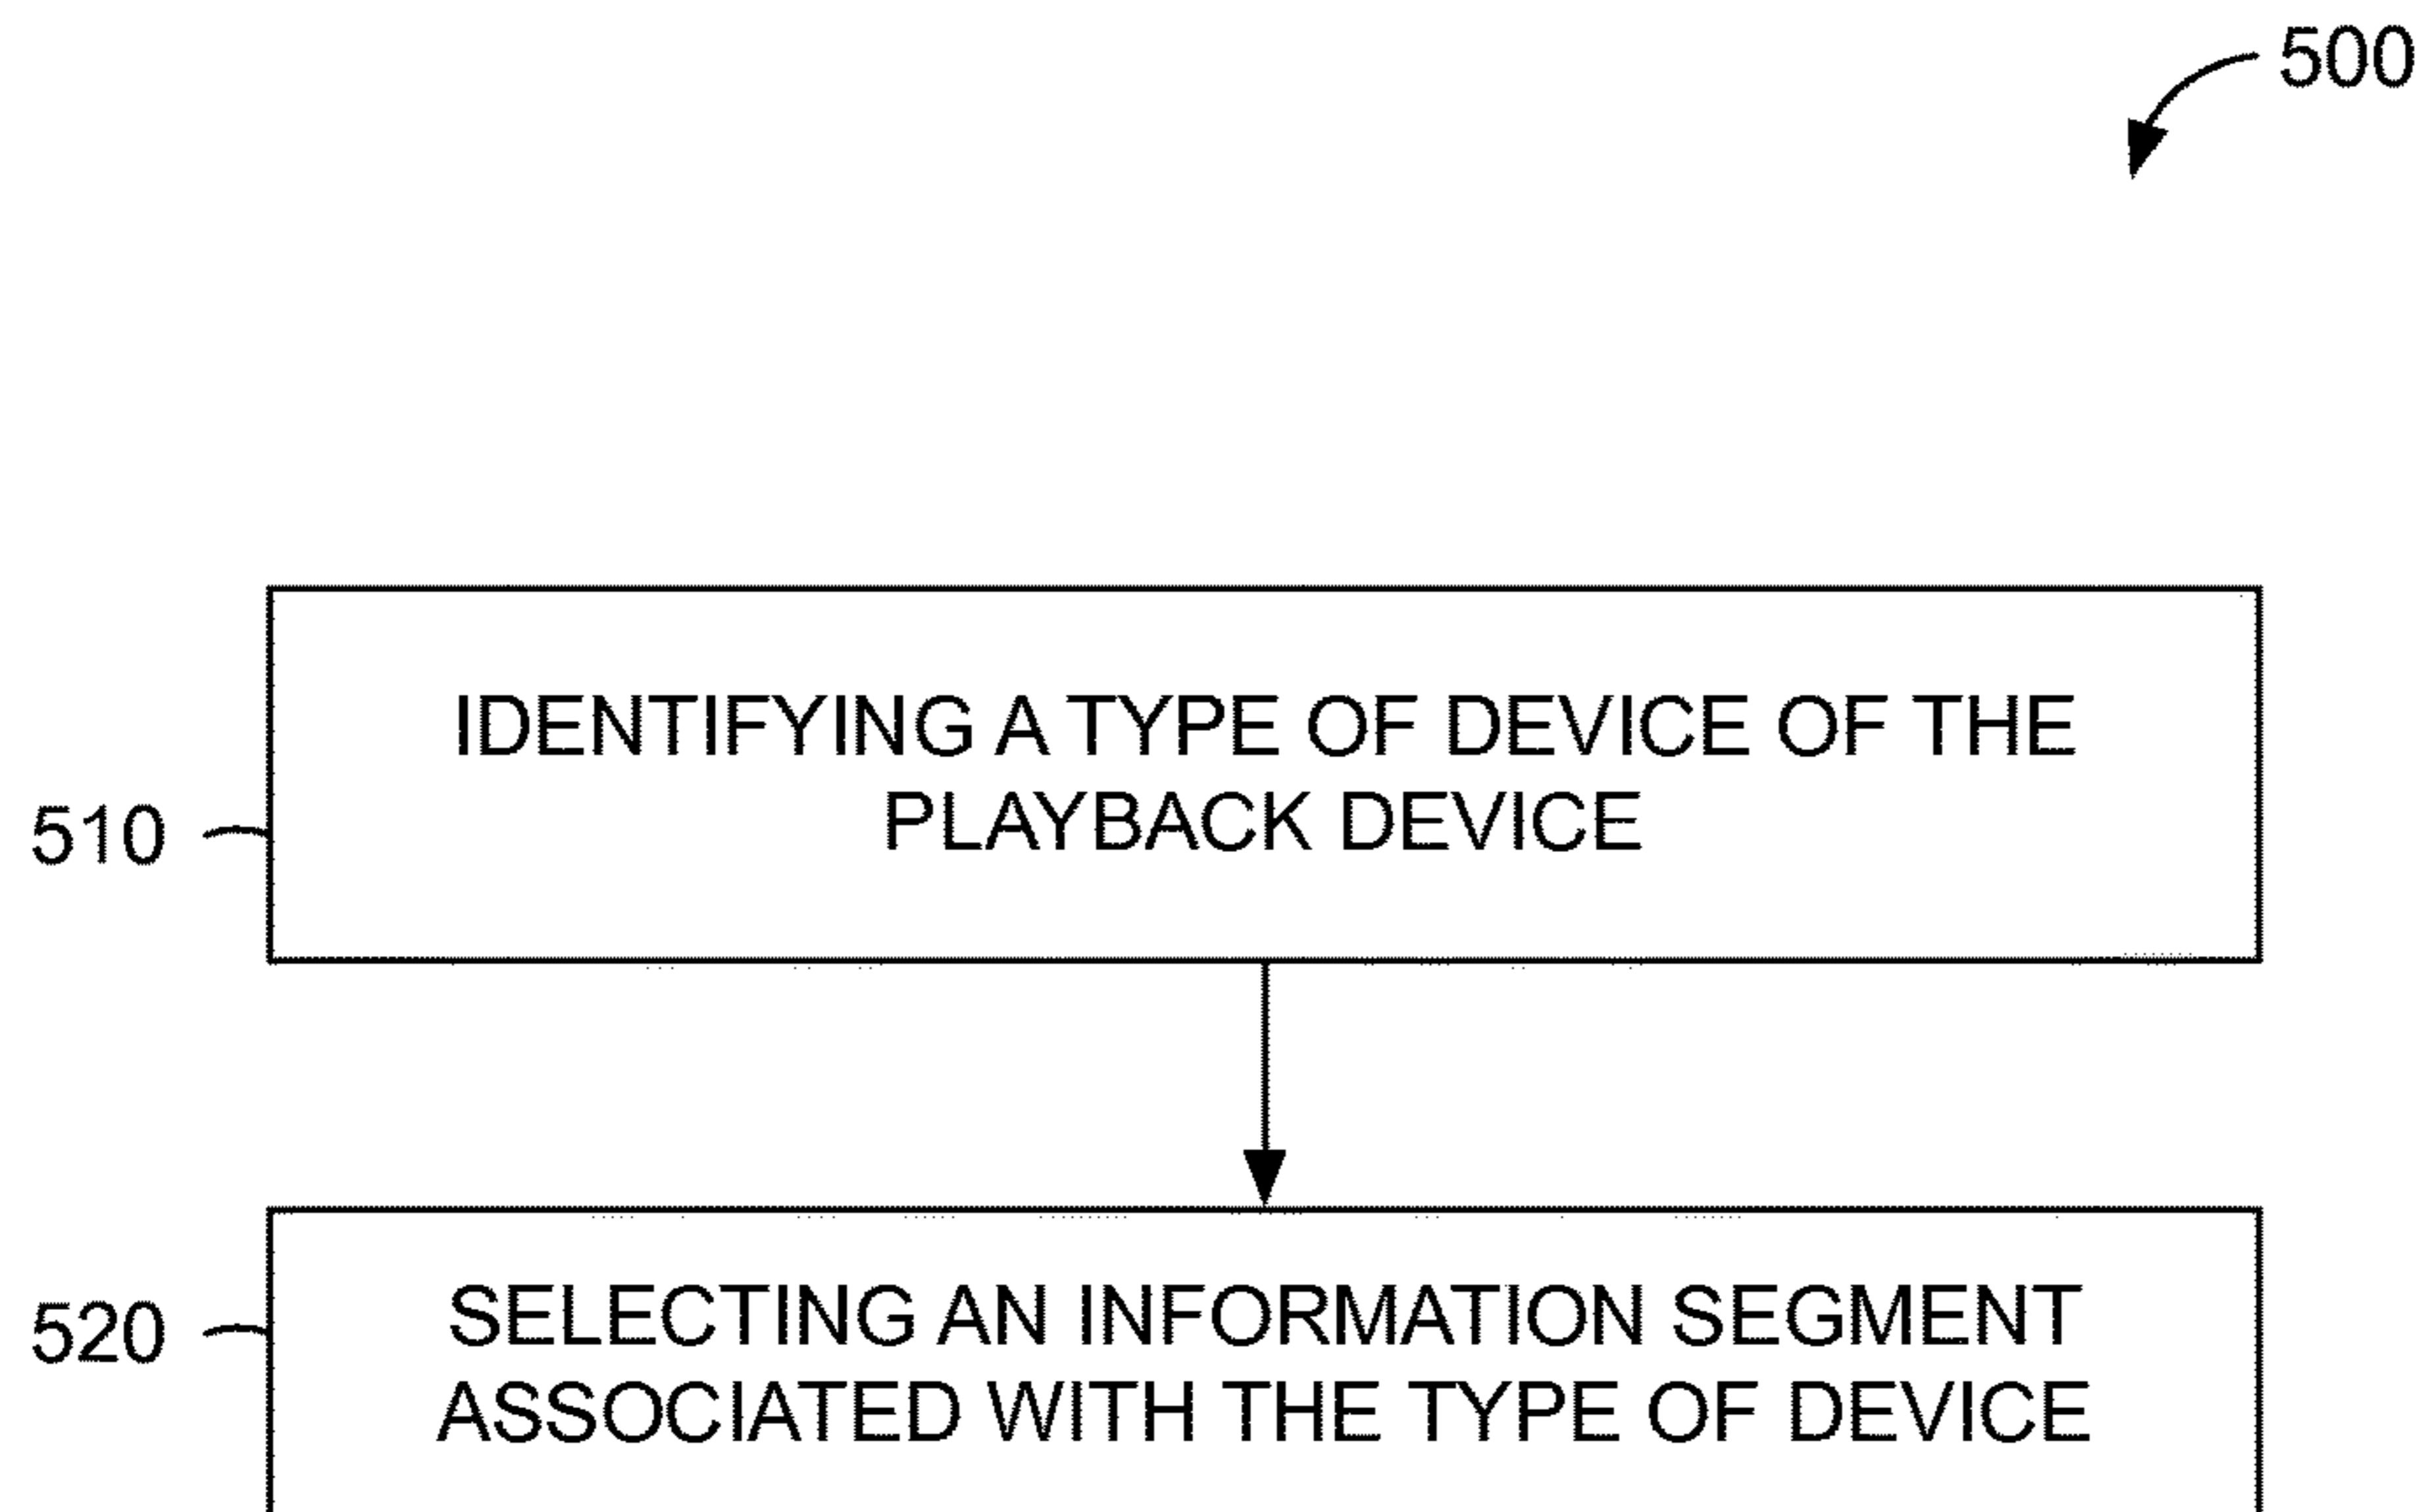 500
IDENTIFYING A TYPE OF DEVICE OF THE
PLAYBACK DEVICE
510
520
SELECTING AN INFORMATION SEGMENT
ASSOCIATED WITH THE TYPE OF DEVICE